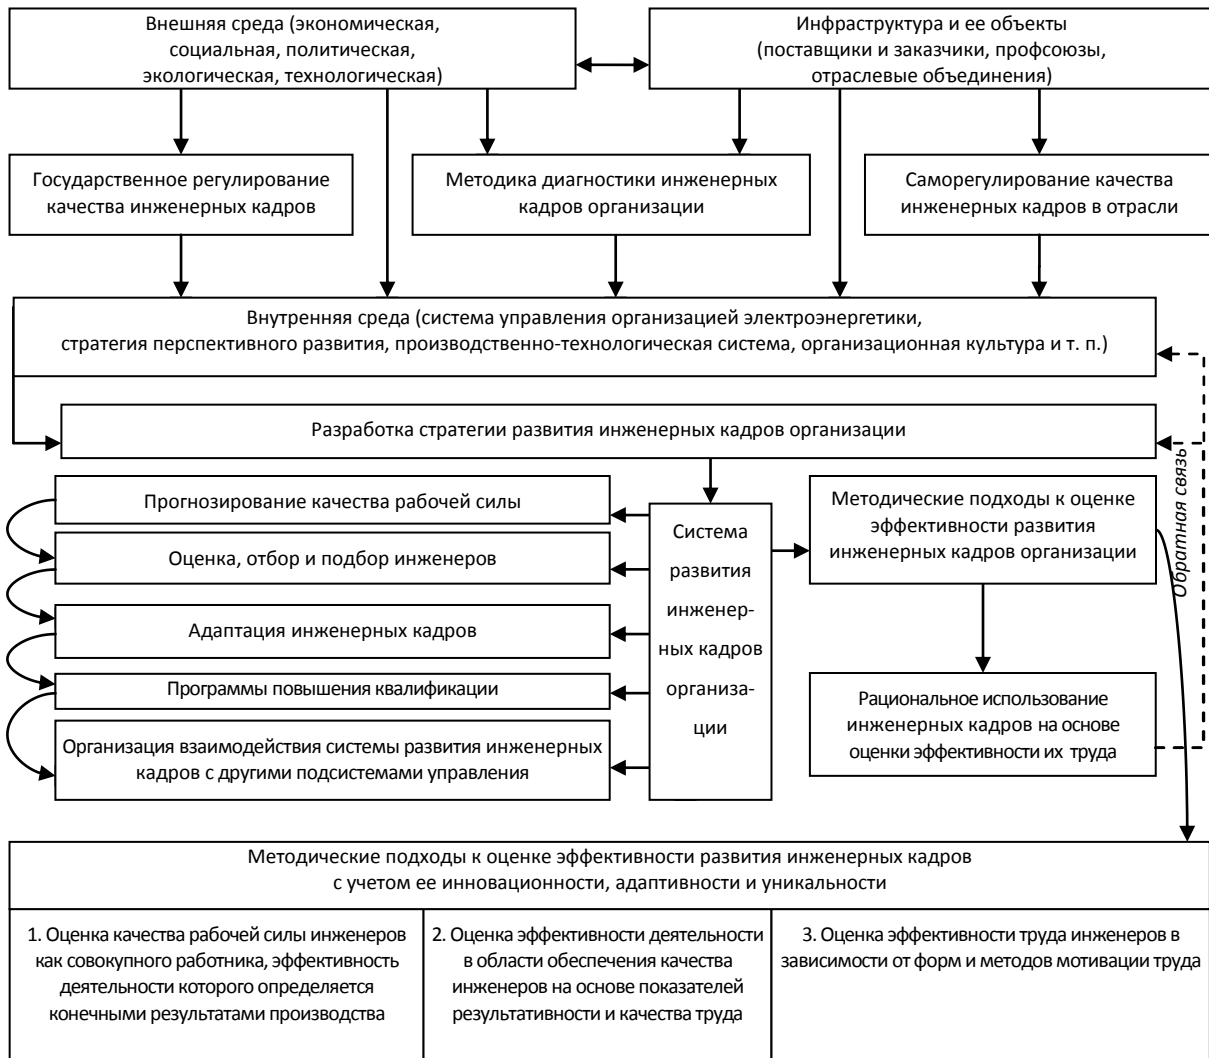 Внешняя среда (экономическая,
социальная, политическая,
экологическая, технологическая)
Инфраструктура и ее объекты
(поставщики и заказчики, профсоюзы,
отраслевые объединения)
Государственное регулирование
качества инженерных кадров
Методика диагностики инженерных
кадров организации
Саморегулирование качества
инженерных кадров в отрасли
Внутренняя среда (система управления организацией электроэнергетики,
стратегия перспективного развития, производственно-технологическая система, организационная культура и т. п.)
Разработка стратегии развития инженерных кадров организации
Прогнозирование качества рабочей силы
Оценка, отбор и подбор инженеров
Адаптация инженерных кадров
Программы повышения квалификации
Организация взаимодействия системы развития инженерных
кадров с другими подсистемами управления
Система
развития
инженер-
ных кадров
организа-
ции
Методические подходы к оценке
эффективности развития
инженерных кадров организации
Рациональное использование
инженерных кадров на основе
оценки эффективности их труда
Обратная связь
Методические подходы к оценке эффективности развития инженерных кадров
с учетом ее инновационности, адаптивности и уникальности
1. Оценка качества рабочей силы инженеров
как совокупного работника, эффективность
деятельности которого определяется
конечными результатами производства
2. Оценка эффективности деятельности
в области обеспечения качества
инженеров на основе показателей
результативности и качества труда
3. Оценка эффективности труда инженеров в
зависимости от форм и методов мотивации труда